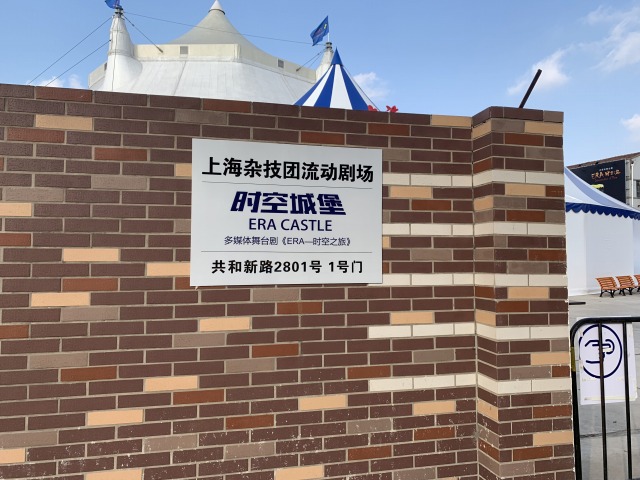 上海杂技团流动剧场
时空城堡
ERA CASTLE
多媒体舞台剧《ERA—时空之旅》
共和新路2801号 1号门